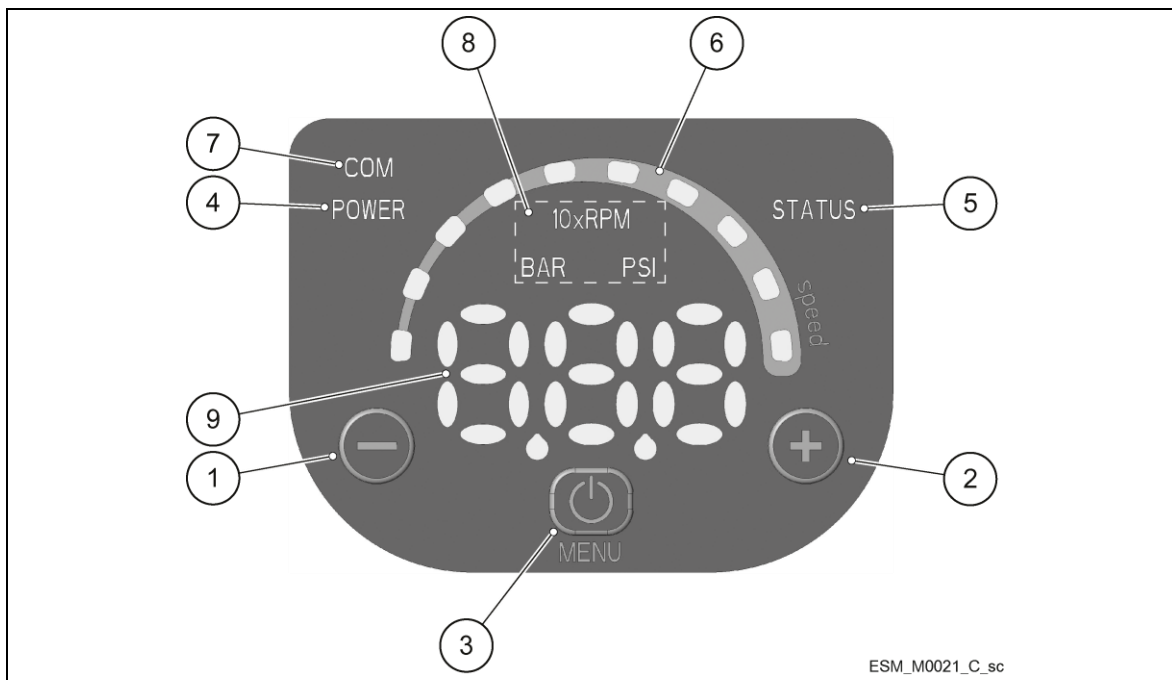 8
6
7
COM
4
POWER
STATUS
5
10xRPM
BAR PSI
speed
9
1
2
MENU
3
ESM_M0021_C_sc